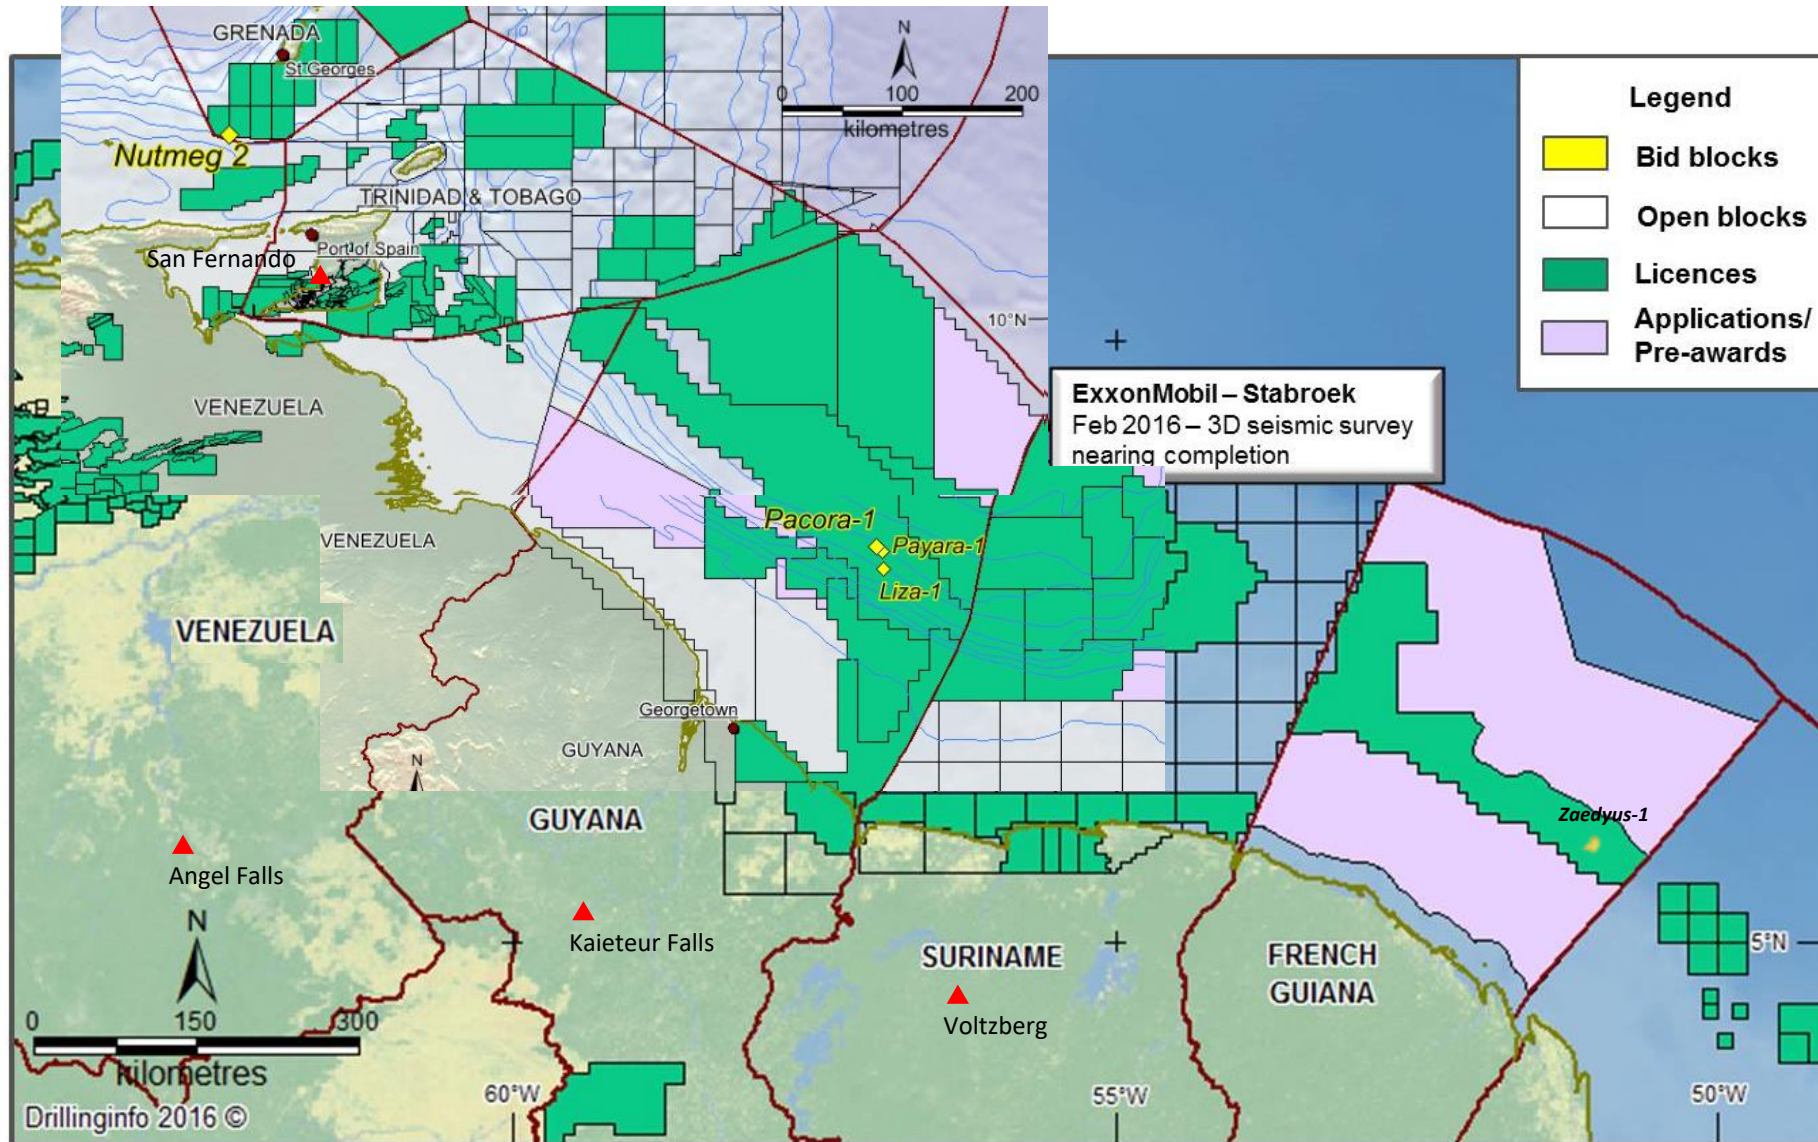 GRENADA
St Georges
N
0 100 200
kilometres
Nutmeg 2
TRINIDAD & TOBAGO
Port of Spain
San Fernando
10°N
VENEZUELA
Legend
Bid blocks
Open blocks
Licences
Applications/
Pre-awards
ExxonMobil – Stabroek
Feb 2016 – 3D seismic survey
nearing completion
Pacora-1
Payara-1
Liza-1
VENEZUELA
VENEZUELA
Georgetown
GUYANA
N
GUYANA
Zaedyus-1
Angel Falls
Kaieteur Falls
N
SURINAME
FRENCH
GUIANA
5°N
Voltzberg
0 150 300
kilometres
60°W
55°W
50°W
Drillinginfo 2016 ©